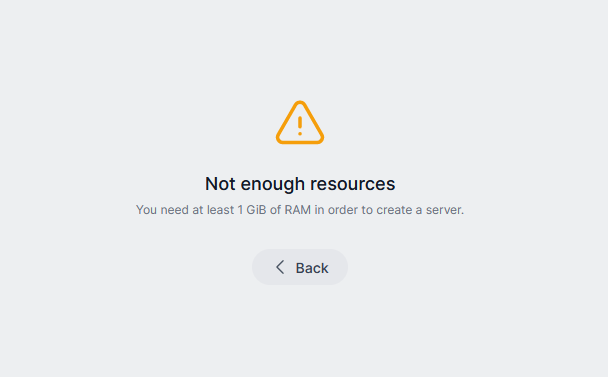 Not enough resources
You need at least 1 GiB of RAM in order to create a server.
Back